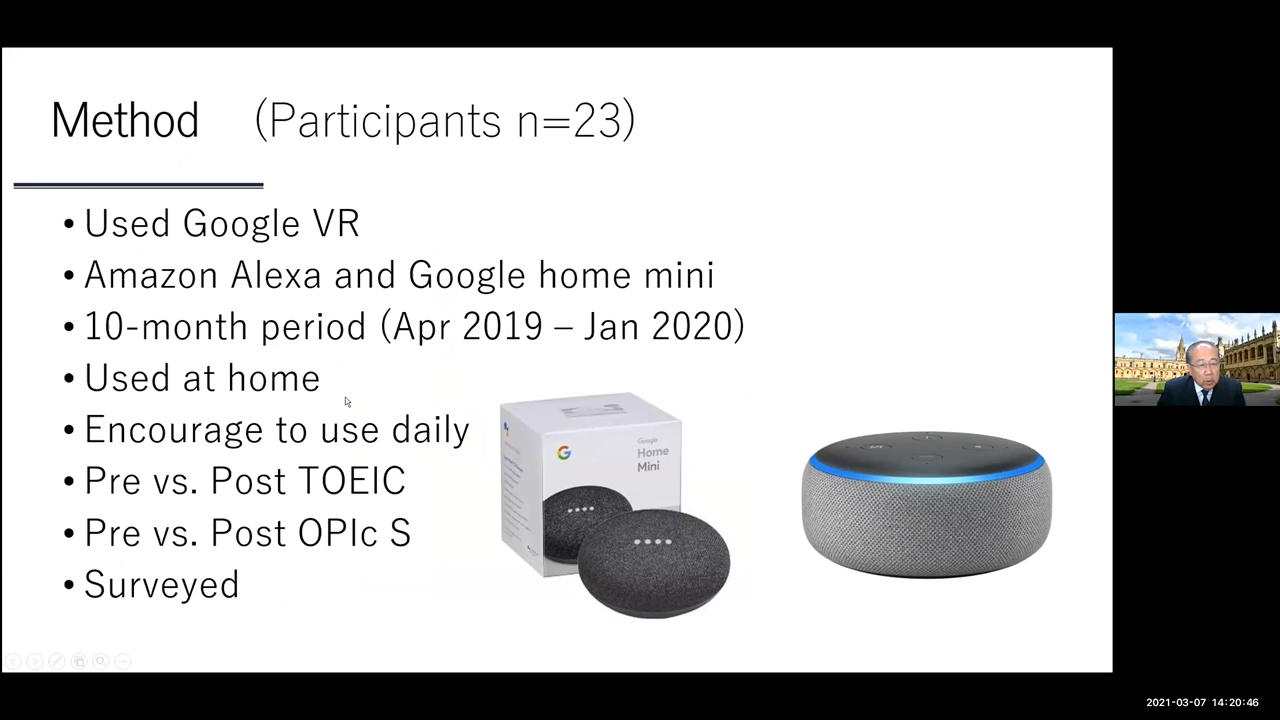 Method (Participants n=23)
• Used Google VR
• Amazon Alexa and Google home mini
• 10-month period (Apr 2019 – Jan 2020)
• Used at home
• Encourage to use daily
• Pre vs. Post TOEIC
• Pre vs. Post OPIc S
• Surveyed
Google
Home
Mini
2021-03-07 14:20:46